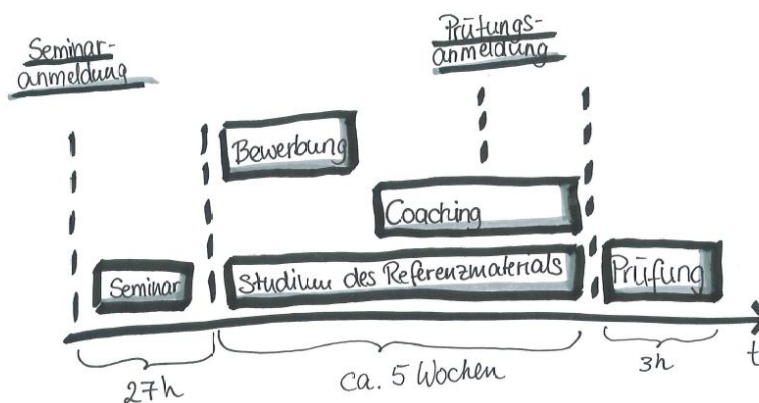 Seminar-
anmeldung
Prüfungs-
anmeldung
Bewerbung
Coaching
Seminar
Studium des Referenzmaterials
Prüfung
t
27h
ca. 5 Wochen
3h